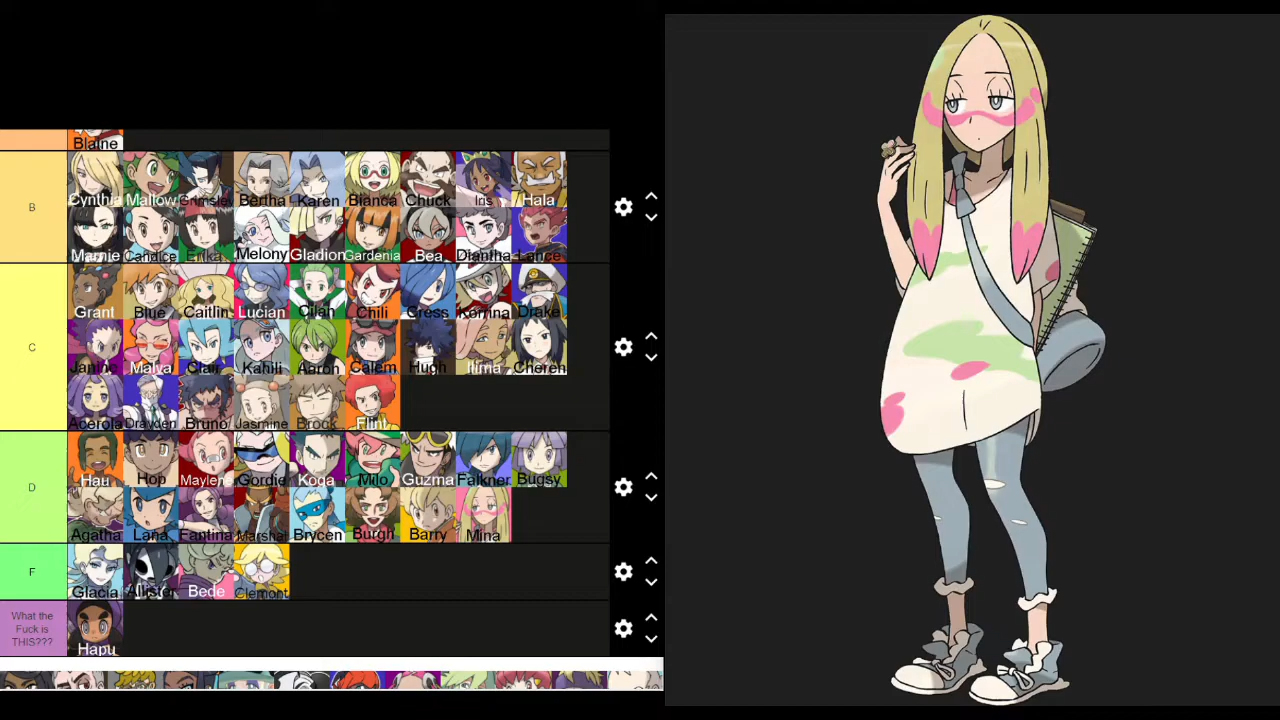 Blaine
B
Cynthia Mallow Grimsley Bertha Karen Bianca Chuck Iris Hala
Marnie Candice Erika Melony Gladion Gardenia Bea Diantha Lance
C
Grant Blue Caitlin Lucian Cilan Chili Cress Korrina Drake
Janine Malva Clair Kahili Aaron Calem Hugh Ilima Cheren
Acerola Drayden Bruno Jasmine Brock Flint
D
Hau Hop Maylene Gordie Koga Milo Guzma Falkner Bugsy
Agatha Lana Fantina Marshal Brycen Burgh Barry Mina
F
Glacia Allister Bede Clemont
What the
Fuck is
THIS???
Hapu